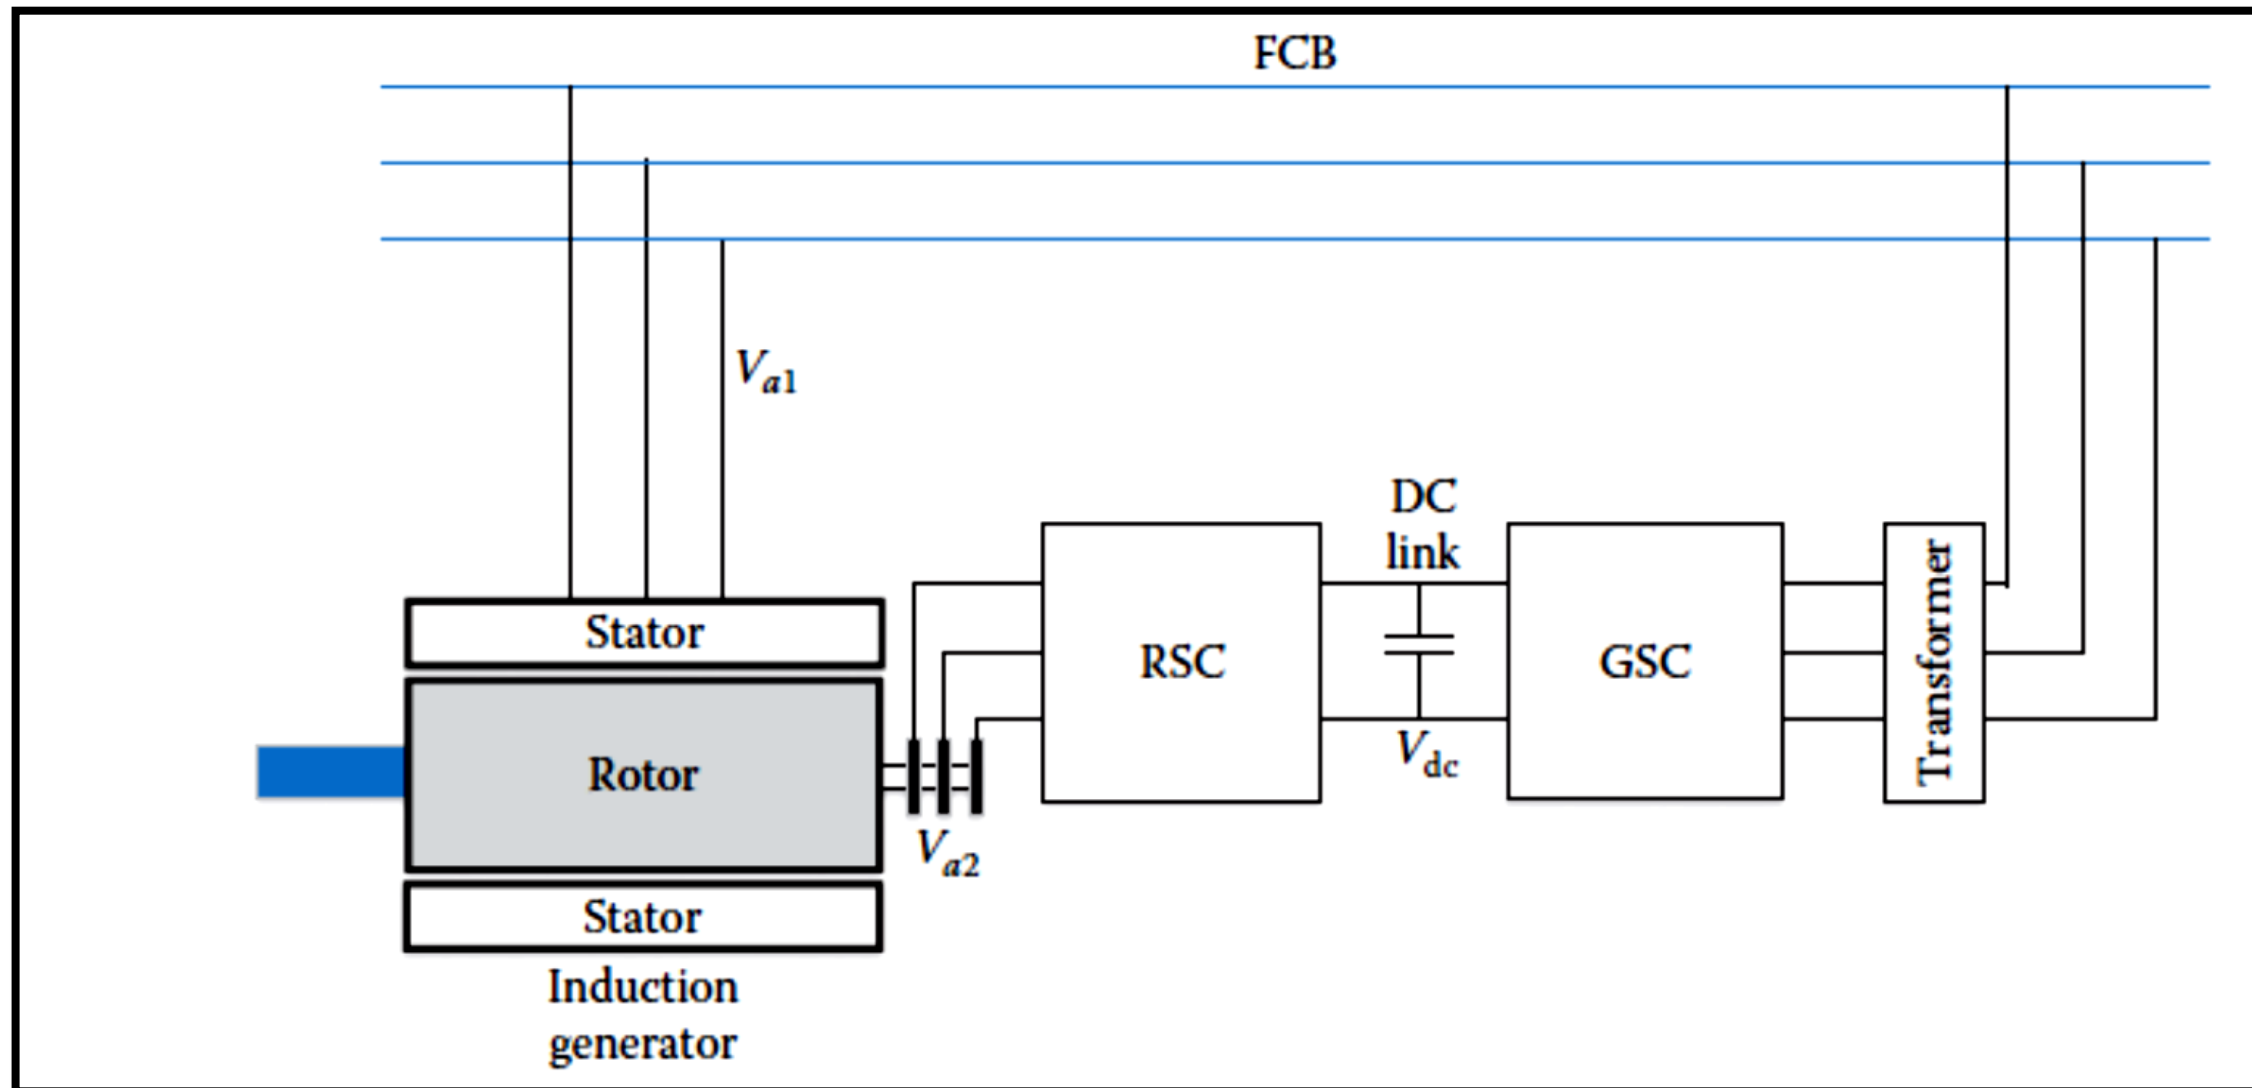 FCB
Va1
DC
link
Stator
RSC
GSC
Transformer
Rotor
Vdc
Va2
Stator
Induction
generator